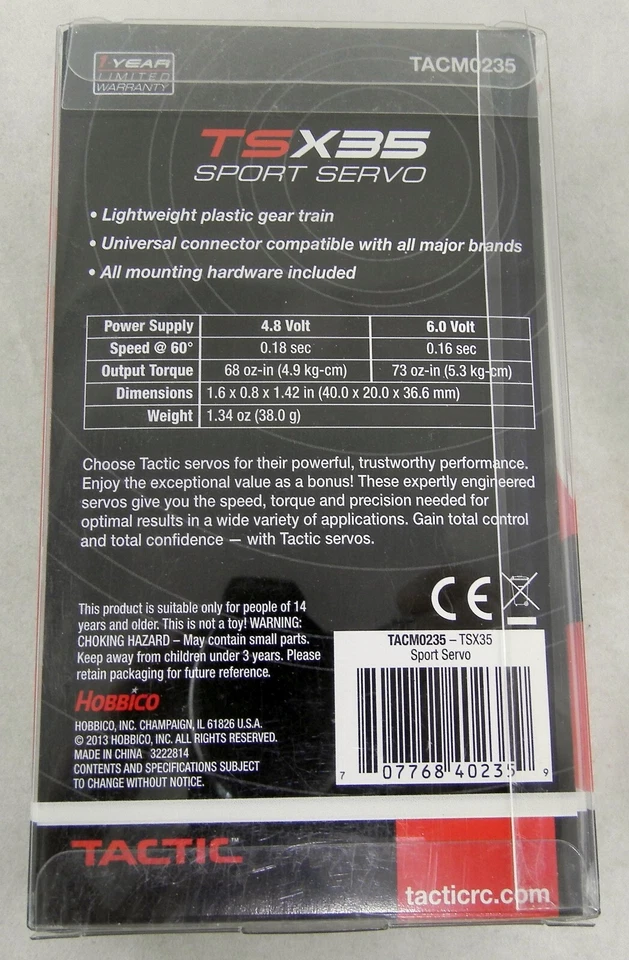 1-YEAR
LIMITED
WARRANTY
TACM0235
TSX35
SPORT SERVO
• Lightweight plastic gear train
• Universal connector compatible with all major brands
• All mounting hardware included
Power Supply 4.8 Volt 6.0 Volt
Speed @ 60° 0.18 sec 0.16 sec
Output Torque 68 oz-in (4.9 kg-cm) 73 oz-in (5.3 kg-cm)
Dimensions 1.6 x 0.8 x 1.42 in (40.0 x 20.0 x 36.6 mm)
Weight 1.34 oz (38.0 g)
Choose Tactic servos for their powerful, trustworthy performance.
Enjoy the exceptional value as a bonus! These expertly engineered
servos give you the speed, torque and precision needed for
optimal results in a wide variety of applications. Gain total control
and total confidence — with Tactic servos.
CE
This product is suitable only for people of 14
years and older. This is not a toy! WARNING:
CHOKING HAZARD – May contain small parts.
Keep away from children under 3 years. Please
retain packaging for future reference.
HOBBICO
HOBBICO, INC. CHAMPAIGN, IL 61826 U.S.A.
© 2013 HOBBICO, INC. ALL RIGHTS RESERVED.
MADE IN CHINA 3222814
CONTENTS AND SPECIFICATIONS SUBJECT
TO CHANGE WITHOUT NOTICE.
TACM0235 – TSX35
Sport Servo
7 07768 40235 9
TACTIC™
tacticrc.com